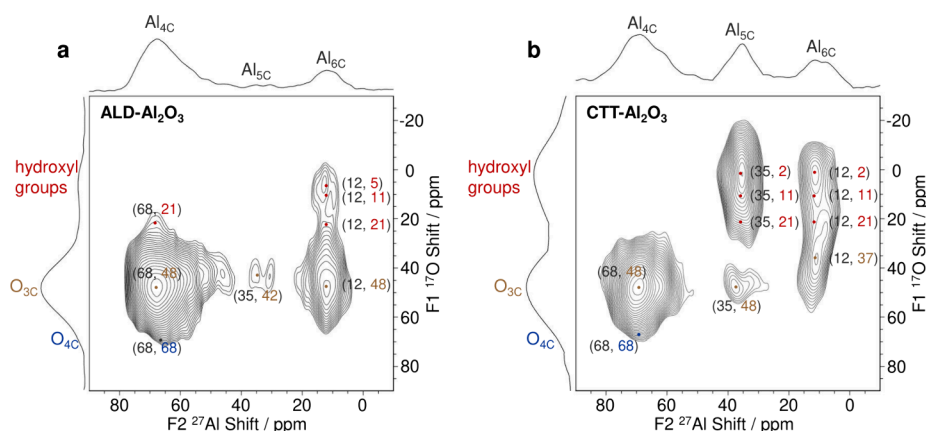 a
Al4C
Al5C
Al6C
ALD-Al2O3
hydroxyl
groups
O3C
O4C
(12, 5)
(12, 11)
(68, 21)
(12, 21)
(68, 48)
(35, 42)
(12, 48)
(68, 68)
-20
0
20
40
60
80
F1 17O Shift / ppm
80 60 40 20 0
F2 27Al Shift / ppm
b
Al4C
Al5C
Al6C
CTT-Al2O3
hydroxyl
groups
O3C
O4C
(35, 2) (12, 2)
(35, 11) (12, 11)
(35, 21) (12, 21)
(12, 37)
(68, 48)
(35, 48)
(68, 68)
-20
0
20
40
60
80
F1 17O Shift / ppm
80 60 40 20 0
F2 27Al Shift / ppm